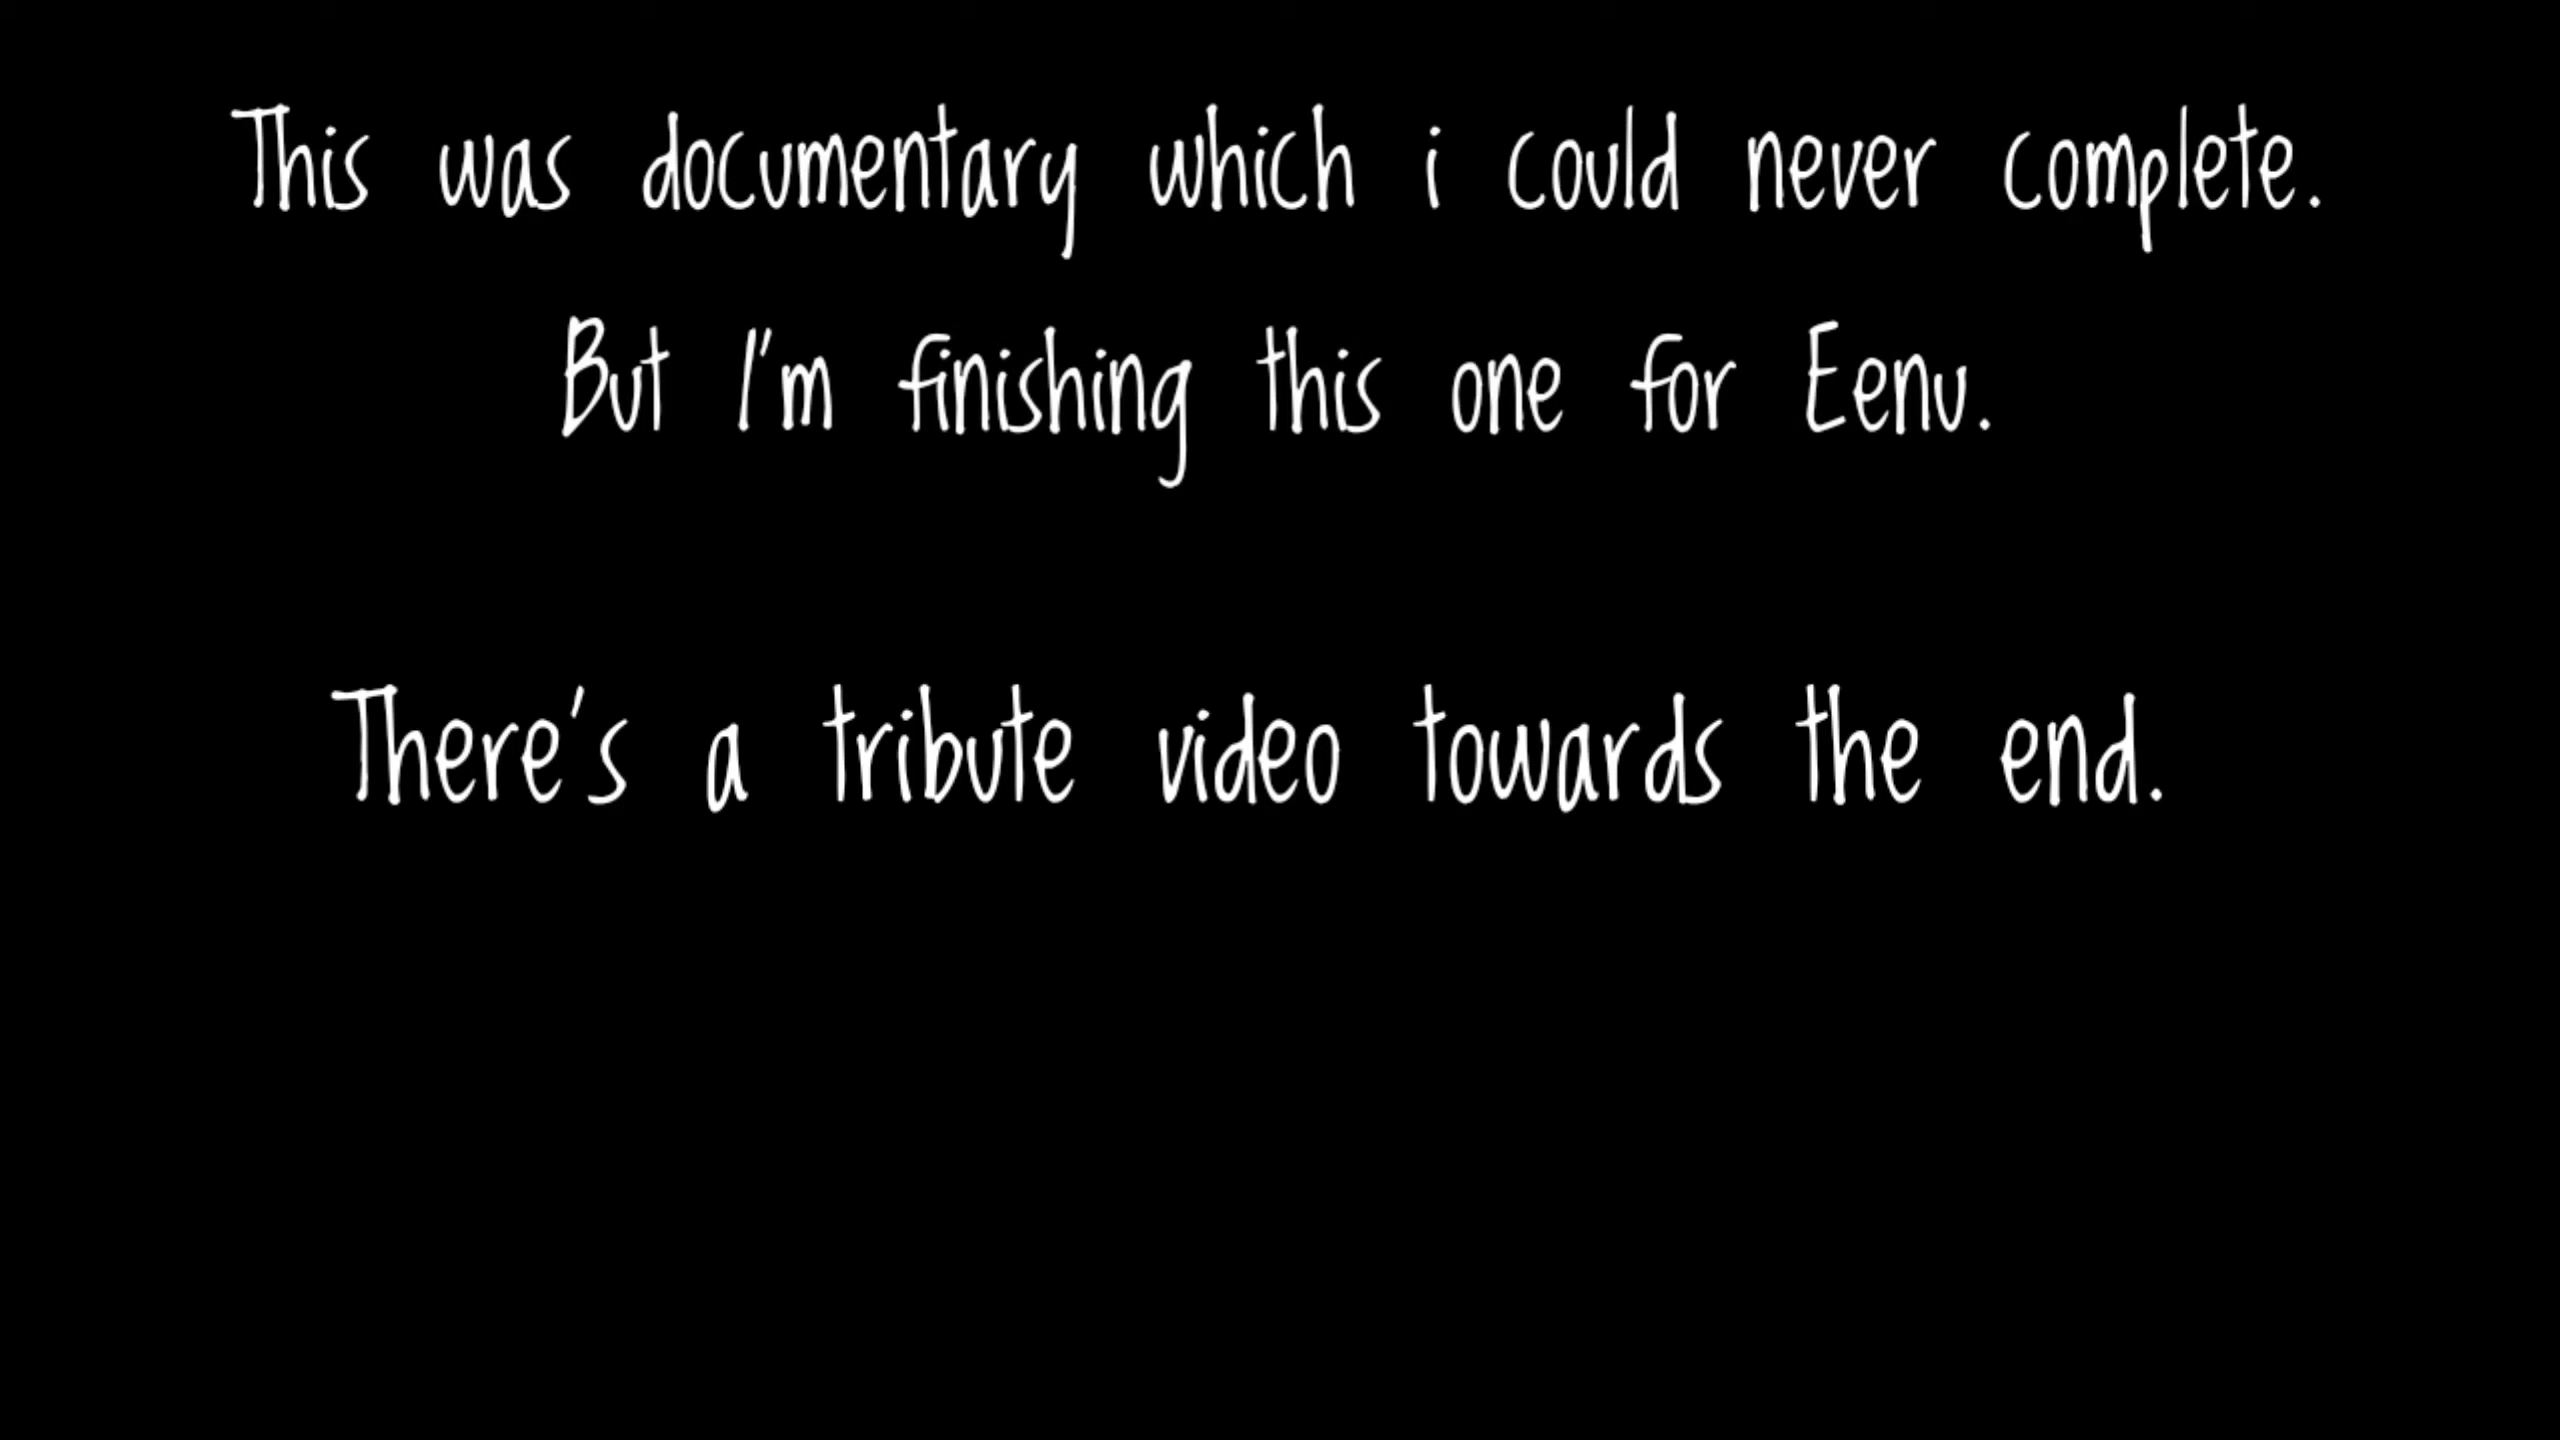 This was documentary which i could never complete.
But I'm finishing this one for Eenu.
There's a tribute video towards the end.